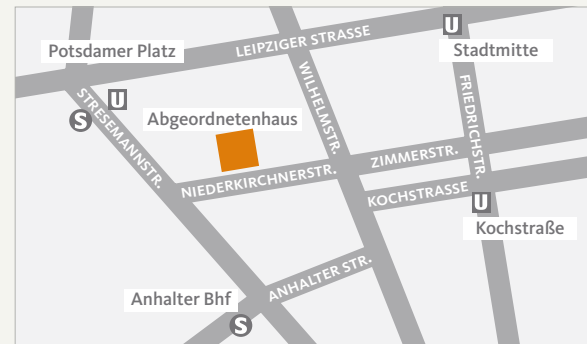 LEIPZIGER STRASSE
U
Stadtmitte
Potsdamer Platz
U
S
STRESEMANNSTR.
Abgeordnetenhaus
WILHELMSTR.
FRIEDRICHSTR.
ZIMMERSTR.
NIEDERKIRCHNERSTR.
KOCHSTRASSE
U
Kochstraße
ANHALTER STR.
Anhalter Bhf
S